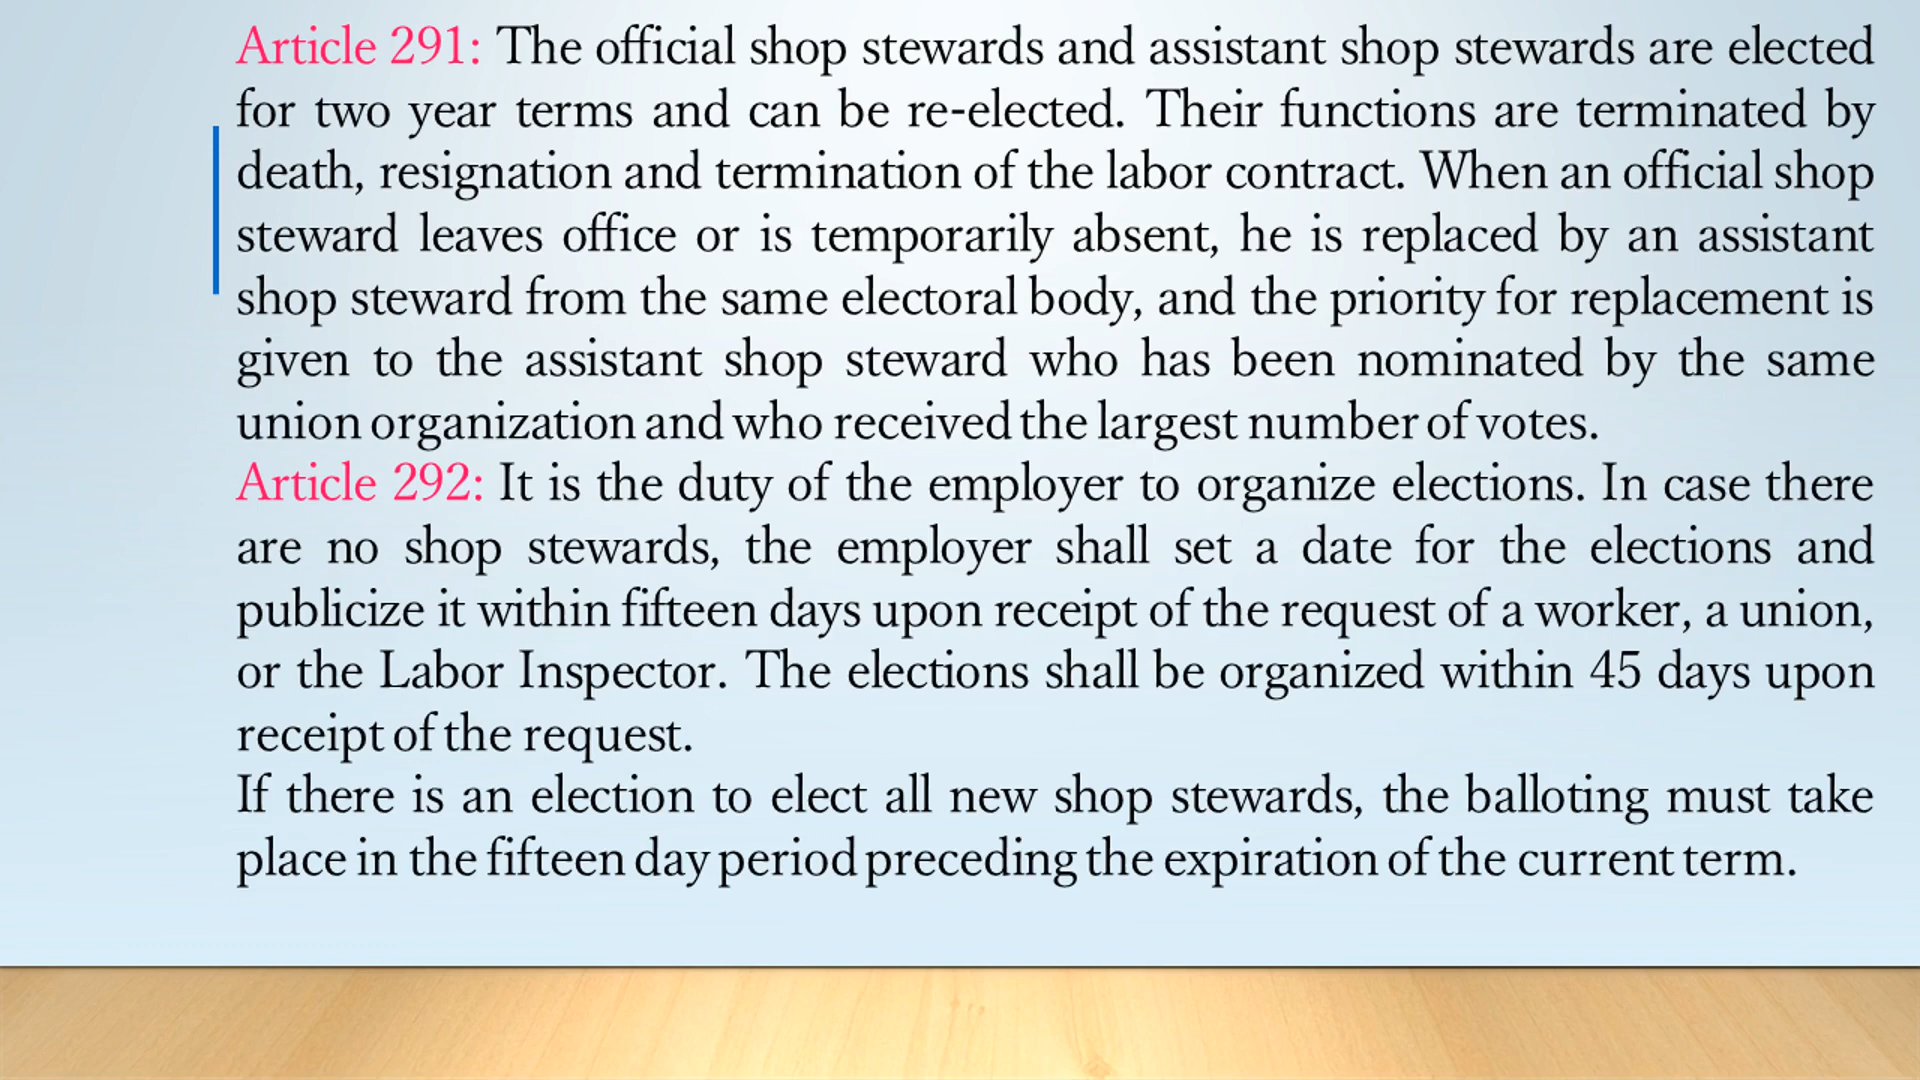 Article 291: The official shop stewards and assistant shop stewards are elected
for two year terms and can be re-elected. Their functions are terminated by
death, resignation and termination of the labor contract. When an official shop
steward leaves office or is temporarily absent, he is replaced by an assistant
shop steward from the same electoral body, and the priority for replacement is
given to the assistant shop steward who has been nominated by the same
union organization and who received the largest number of votes.
Article 292: It is the duty of the employer to organize elections. In case there
are no shop stewards, the employer shall set a date for the elections and
publicize it within fifteen days upon receipt of the request of a worker, a union,
or the Labor Inspector. The elections shall be organized within 45 days upon
receipt of the request.
If there is an election to elect all new shop stewards, the balloting must take
place in the fifteen day period preceding the expiration of the current term.